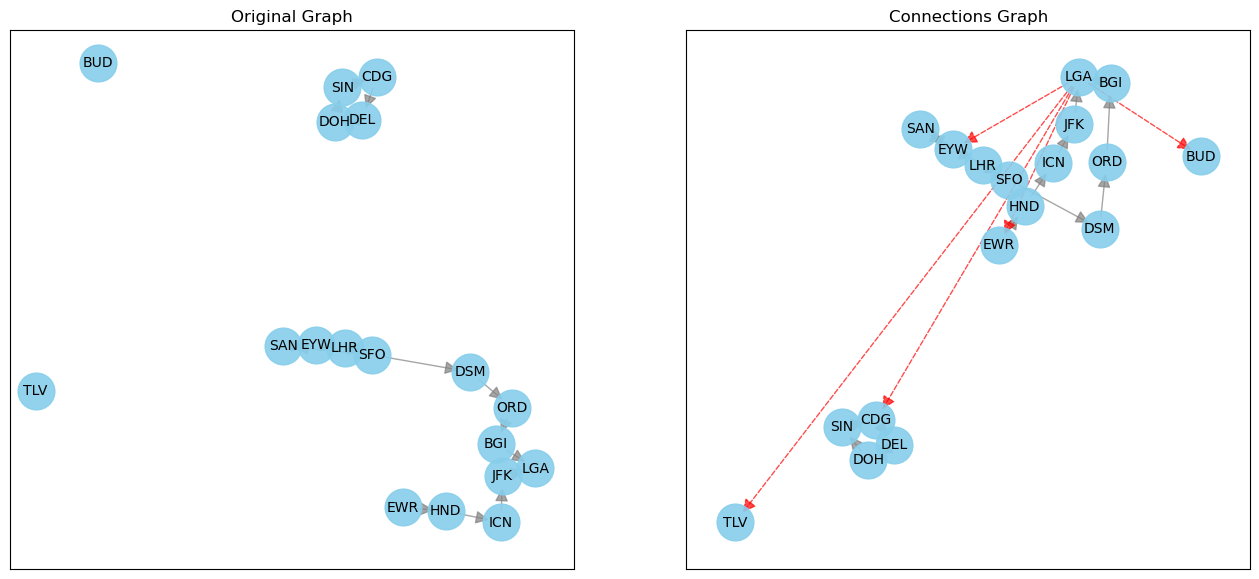 Original Graph
BUD
CDG
SIN
DOH
DEL
SAN
EYW
LHR
SFO
DSM
TLV
ORD
BGI
LGA
JFK
EWR
HND
ICN
Connections Graph
LGA
BGI
JFK
SAN
EYW
LHR
ICN
ORD
BUD
SFO
HND
DSM
EWR
CDG
SIN
DEL
DOH
TLV